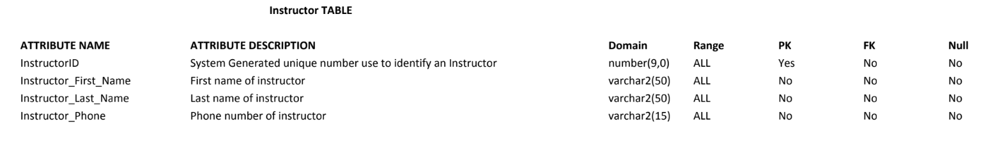 Instructor TABLE
ATTRIBUTE NAME ATTRIBUTE DESCRIPTION Domain Range PK FK Null
InstructorID System Generated unique number use to identify an Instructor number(9,0) ALL Yes No No
Instructor_First_Name First name of instructor varchar2(50) ALL No No No
Instructor_Last_Name Last name of instructor varchar2(50) ALL No No No
Instructor_Phone Phone number of instructor varchar2(15) ALL No No No